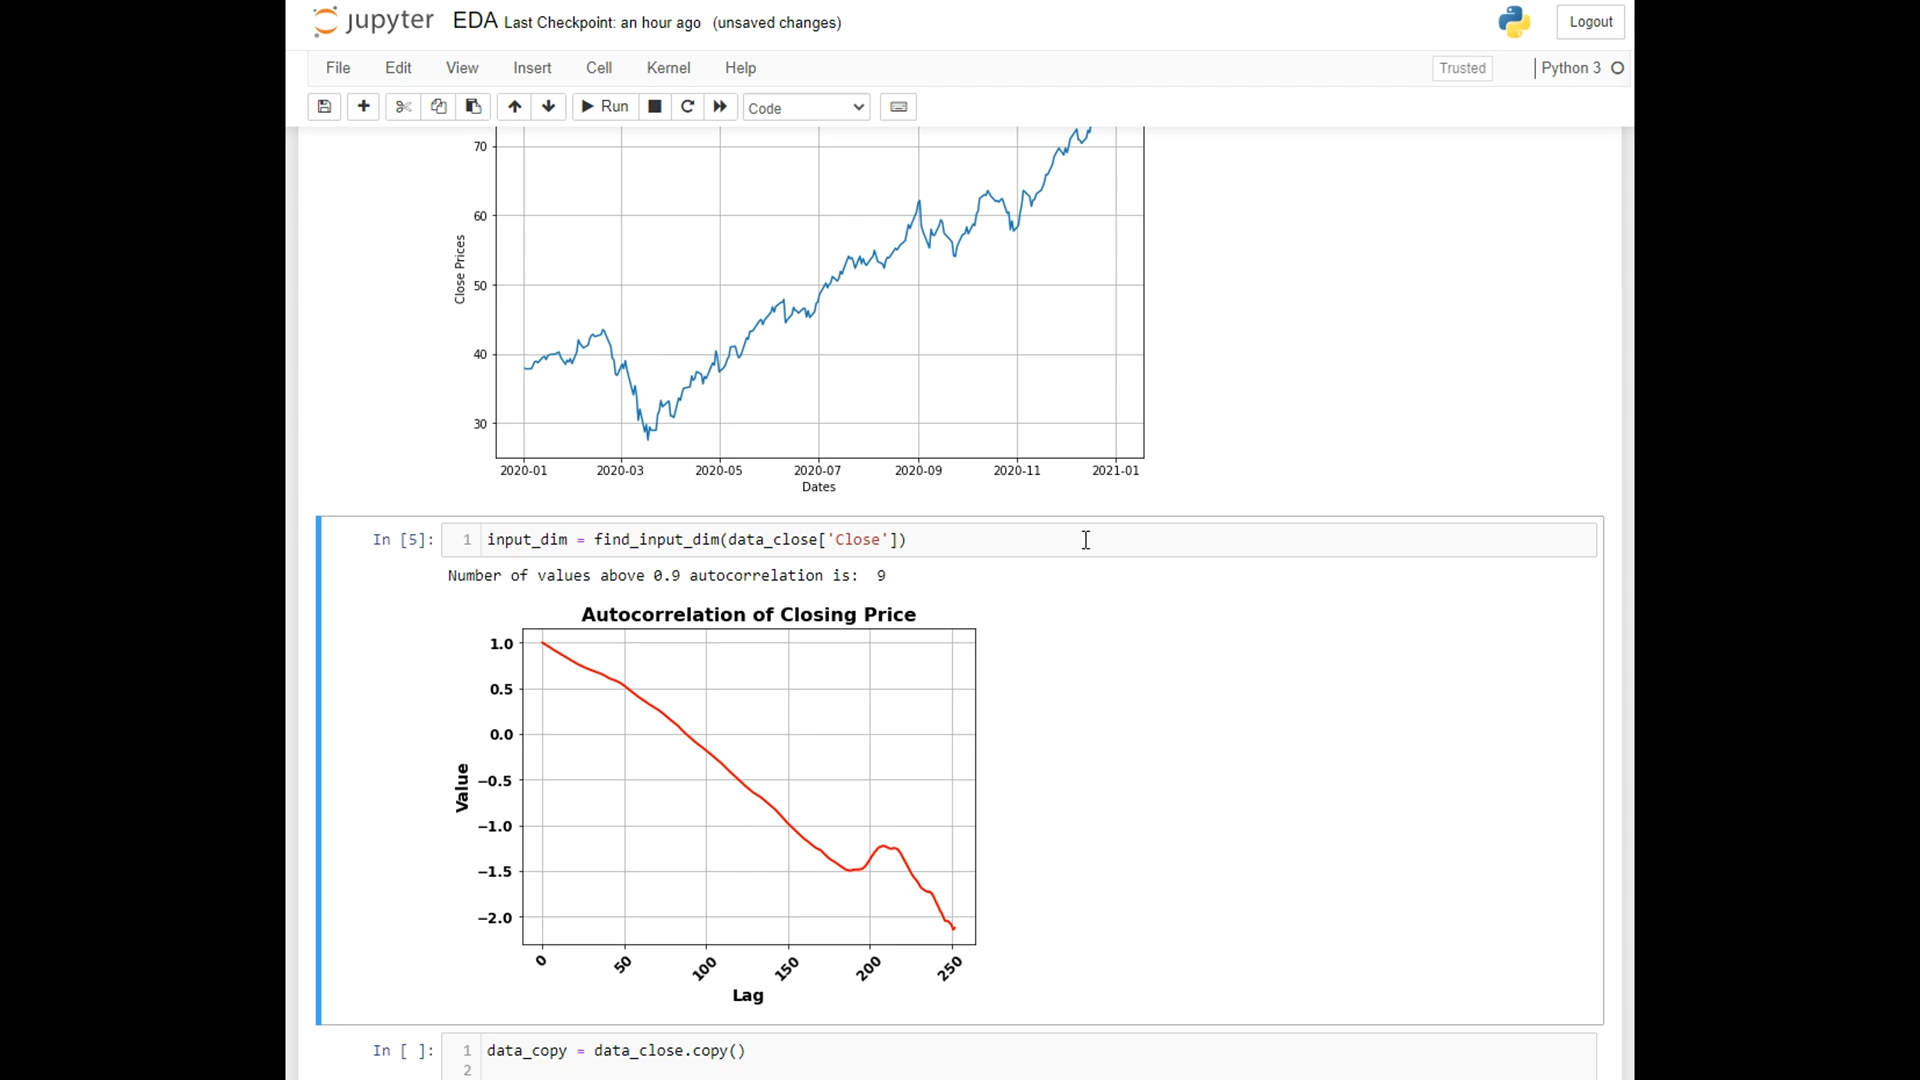 jupyter EDA Last Checkpoint: an hour ago (unsaved changes) Logout
File Edit View Insert Cell Kernel Help Trusted Python 3
Run Code
70
60
50
40
30
Close Prices
2020-01 2020-03 2020-05 2020-07 2020-09 2020-11 2021-01
Dates
In [5]: 1 input_dim = find_input_dim(data_close['Close'])
Number of values above 0.9 autocorrelation is:  9
Autocorrelation of Closing Price
1.0
0.5
0.0
−0.5
−1.0
−1.5
−2.0
Value
0 50 100 150 200 250
Lag
In [ ]: 1 data_copy = data_close.copy()
2